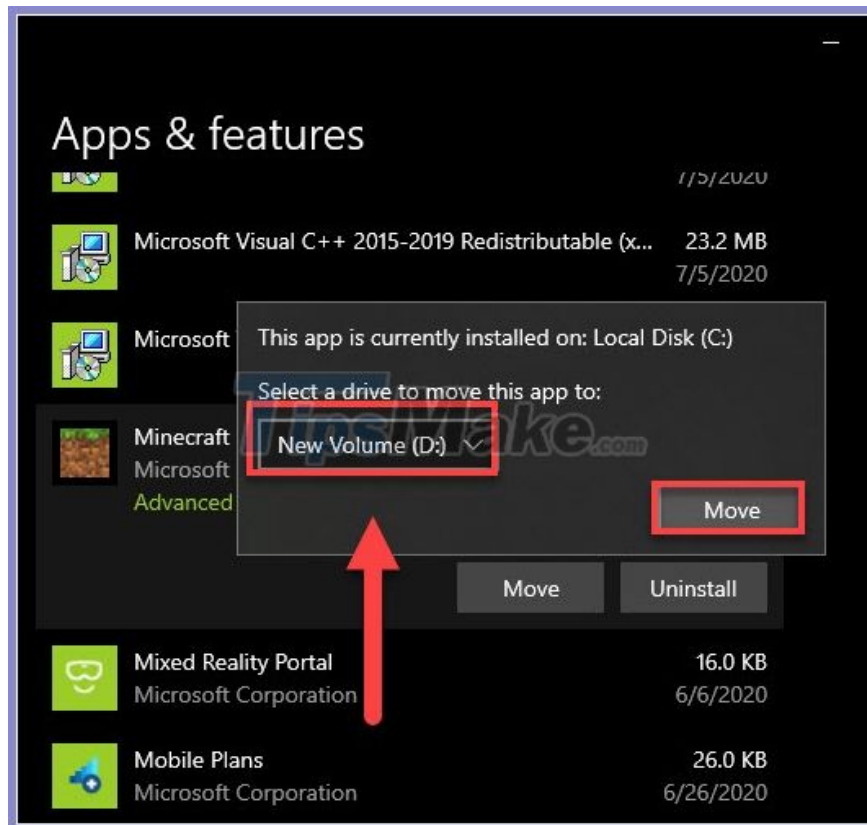 Apps & features
7/5/2020
Microsoft Visual C++ 2015-2019 Redistributable (x... 23.2 MB
7/5/2020
Microsoft
This app is currently installed on: Local Disk (C:)
Select a drive to move this app to:
TipsMake.com
New Volume (D:)
Move
Minecraft
Microsoft
Advanced
Move Uninstall
Mixed Reality Portal 16.0 KB
Microsoft Corporation 6/6/2020
Mobile Plans 26.0 KB
Microsoft Corporation 6/26/2020